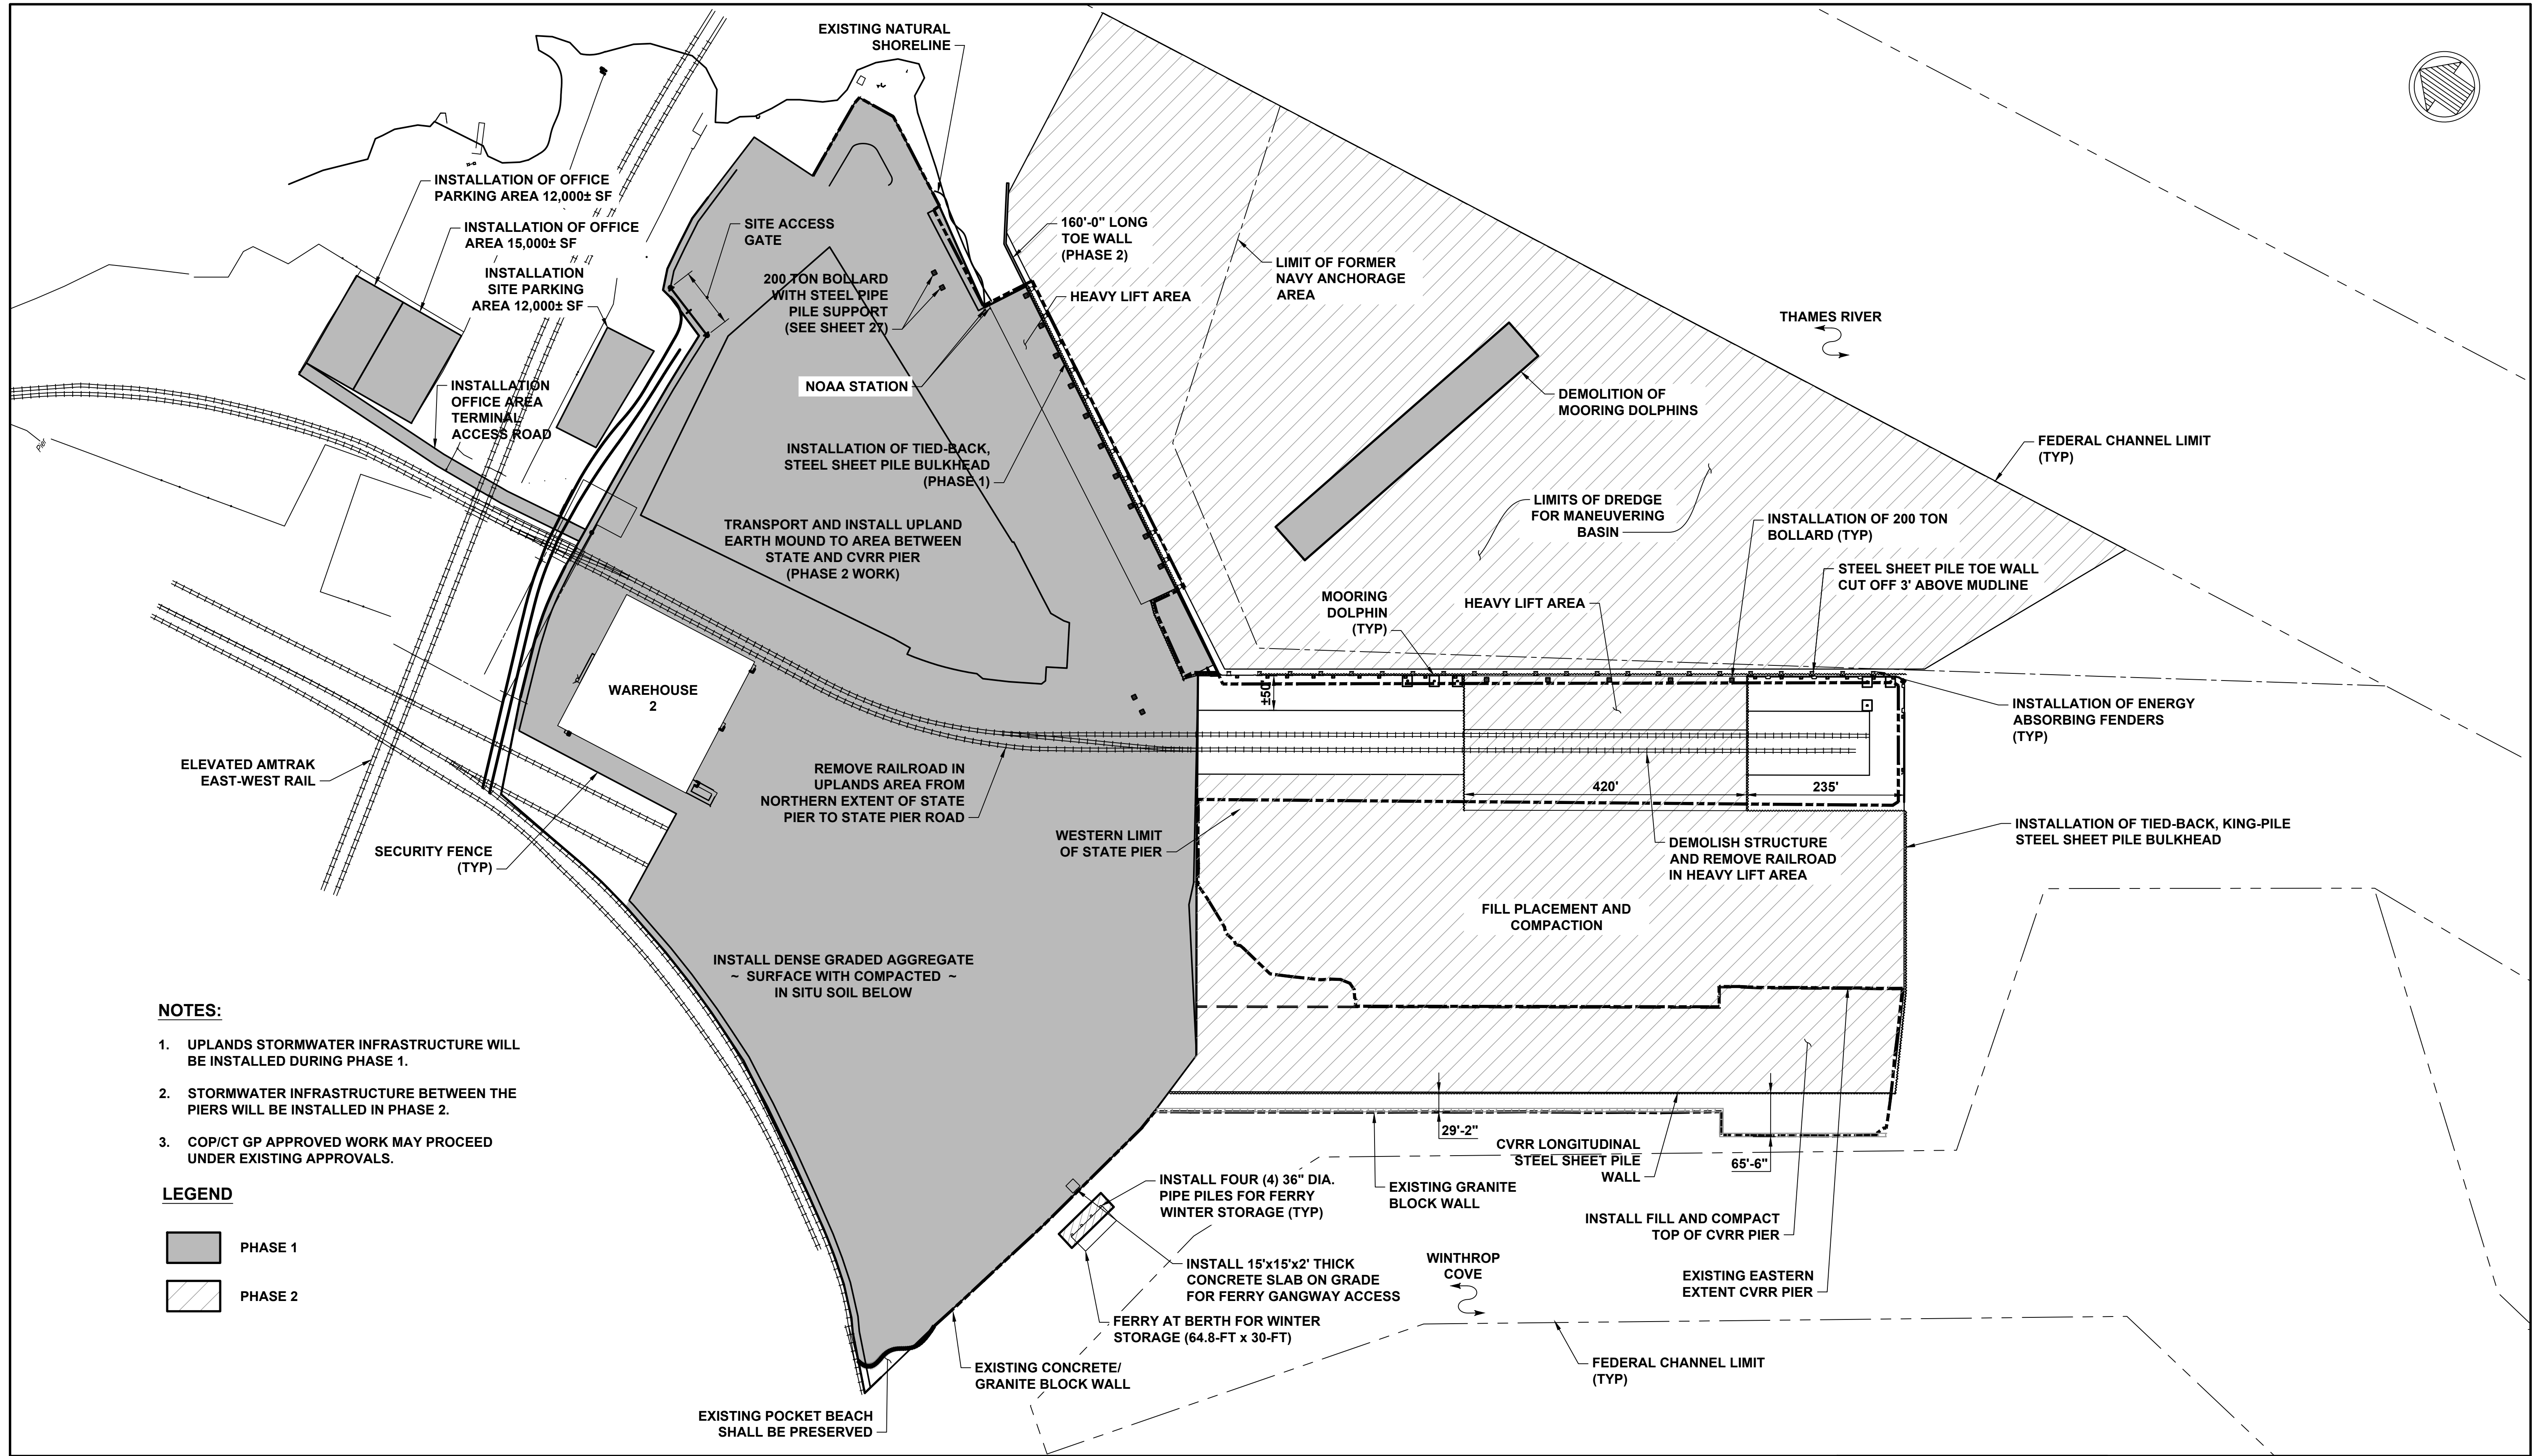 EXISTING NATURAL
SHORELINE
INSTALLATION OF OFFICE
PARKING AREA 12,000± SF
INSTALLATION OF OFFICE
AREA 15,000± SF
INSTALLATION
SITE PARKING
AREA 12,000± SF
SITE ACCESS
GATE
200 TON BOLLARD
WITH STEEL PIPE
PILE SUPPORT
(SEE SHEET 27)
160'-0" LONG
TOE WALL
(PHASE 2)
HEAVY LIFT AREA
LIMIT OF FORMER
NAVY ANCHORAGE
AREA
THAMES RIVER
NOAA STATION
INSTALLATION
OFFICE AREA
TERMINAL
ACCESS ROAD
DEMOLITION OF
MOORING DOLPHINS
FEDERAL CHANNEL LIMIT
(TYP)
INSTALLATION OF TIED-BACK,
STEEL SHEET PILE BULKHEAD
(PHASE 1)
LIMITS OF DREDGE
FOR MANEUVERING
BASIN
INSTALLATION OF 200 TON
BOLLARD (TYP)
TRANSPORT AND INSTALL UPLAND
EARTH MOUND TO AREA BETWEEN
STATE AND CVRR PIER
(PHASE 2 WORK)
STEEL SHEET PILE TOE WALL
CUT OFF 3' ABOVE MUDLINE
MOORING
DOLPHIN
(TYP)
HEAVY LIFT AREA
WAREHOUSE
2
±50'
INSTALLATION OF ENERGY
ABSORBING FENDERS
(TYP)
ELEVATED AMTRAK
EAST-WEST RAIL
REMOVE RAILROAD IN
UPLANDS AREA FROM
NORTHERN EXTENT OF STATE
PIER TO STATE PIER ROAD
420'
235'
WESTERN LIMIT
OF STATE PIER
INSTALLATION OF TIED-BACK, KING-PILE
STEEL SHEET PILE BULKHEAD
SECURITY FENCE
(TYP)
DEMOLISH STRUCTURE
AND REMOVE RAILROAD
IN HEAVY LIFT AREA
FILL PLACEMENT AND
COMPACTION
INSTALL DENSE GRADED AGGREGATE
~ SURFACE WITH COMPACTED ~
IN SITU SOIL BELOW
NOTES:
1. UPLANDS STORMWATER INFRASTRUCTURE WILL
BE INSTALLED DURING PHASE 1.
2. STORMWATER INFRASTRUCTURE BETWEEN THE
PIERS WILL BE INSTALLED IN PHASE 2.
3. COP/CT GP APPROVED WORK MAY PROCEED
UNDER EXISTING APPROVALS.
LEGEND
PHASE 1
PHASE 2
29'-2"
CVRR LONGITUDINAL
STEEL SHEET PILE
WALL
65'-6"
INSTALL FOUR (4) 36" DIA.
PIPE PILES FOR FERRY
WINTER STORAGE (TYP)
EXISTING GRANITE
BLOCK WALL
INSTALL FILL AND COMPACT
TOP OF CVRR PIER
INSTALL 15'x15'x2' THICK
CONCRETE SLAB ON GRADE
FOR FERRY GANGWAY ACCESS
WINTHROP
COVE
EXISTING EASTERN
EXTENT CVRR PIER
FERRY AT BERTH FOR WINTER
STORAGE (64.8-FT x 30-FT)
EXISTING CONCRETE/
GRANITE BLOCK WALL
FEDERAL CHANNEL LIMIT
(TYP)
EXISTING POCKET BEACH
SHALL BE PRESERVED